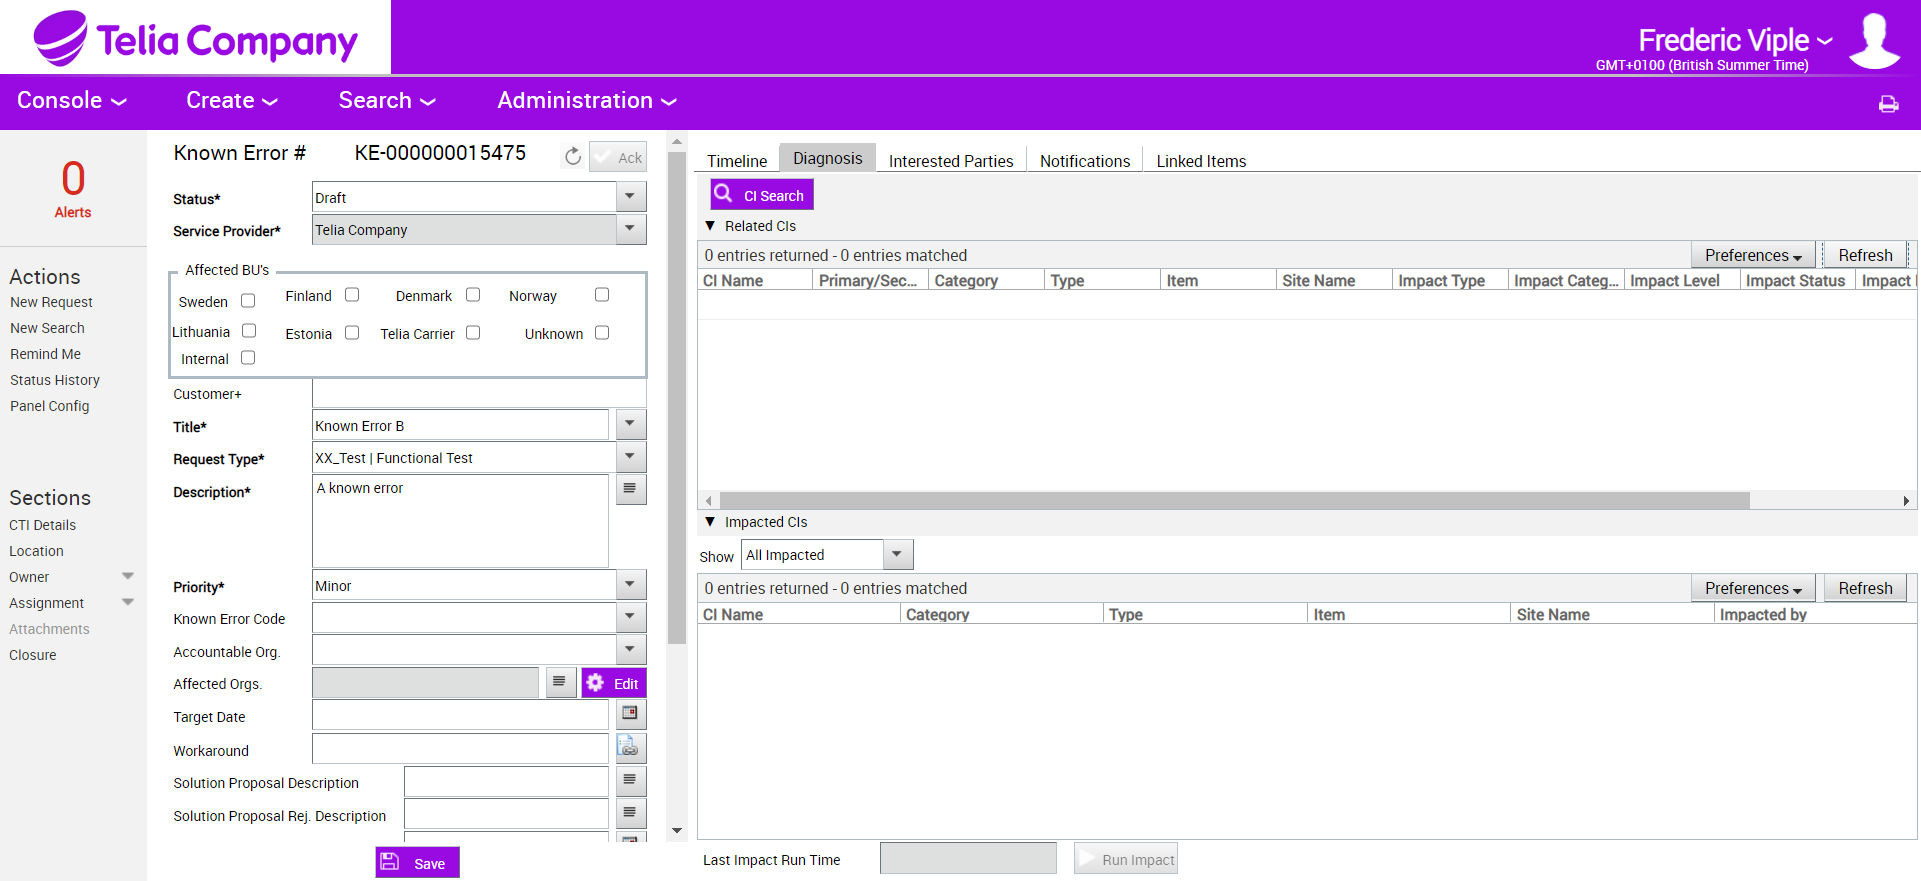 Telia Company
Frederic Viple
GMT+0100 (British Summer Time)
Console
Create
Search
Administration
0
Alerts
Actions
New Request
New Search
Remind Me
Status History
Panel Config
Sections
CTI Details
Location
Owner
Assignment
Attachments
Closure
Known Error #
KE-000000015475
Ack
Status*
Draft
Service Provider*
Telia Company
Affected BU's
Sweden
Finland
Denmark
Norway
Lithuania
Estonia
Telia Carrier
Unknown
Internal
Customer+
Title*
Known Error B
Request Type*
XX_Test | Functional Test
Description*
A known error
Priority*
Minor
Known Error Code
Accountable Org.
Affected Orgs.
Edit
Target Date
Workaround
Solution Proposal Description
Solution Proposal Rej. Description
Save
Timeline
Diagnosis
Interested Parties
Notifications
Linked Items
CI Search
Related CIs
0 entries returned - 0 entries matched
Preferences
Refresh
CI Name
Primary/Sec...
Category
Type
Item
Site Name
Impact Type
Impact Categ...
Impact Level
Impact Status
Impact
Impacted CIs
Show
All Impacted
0 entries returned - 0 entries matched
Preferences
Refresh
CI Name
Category
Type
Item
Site Name
Impacted by
Last Impact Run Time
Run Impact